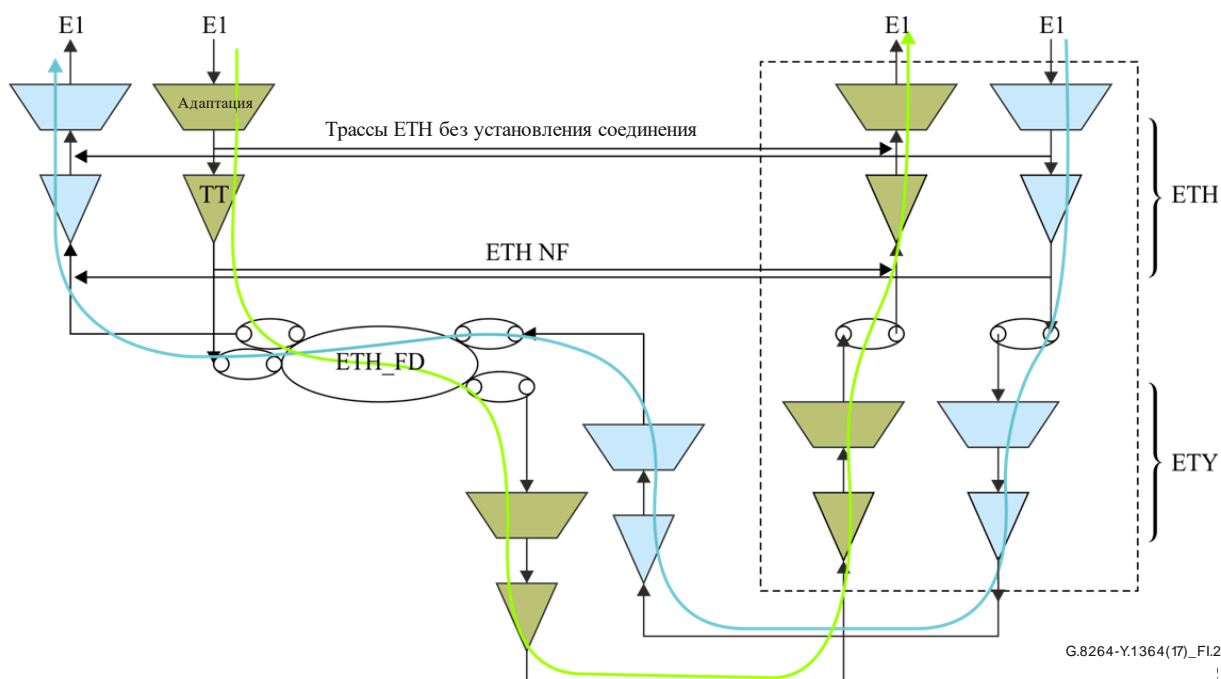 E1
E1
E1
E1
Адаптация
Трассы ETH без установления соединения
TT
ETH
ETH NF
ETH_FD
ETY
G.8264-Y.1364(17)_FI.2